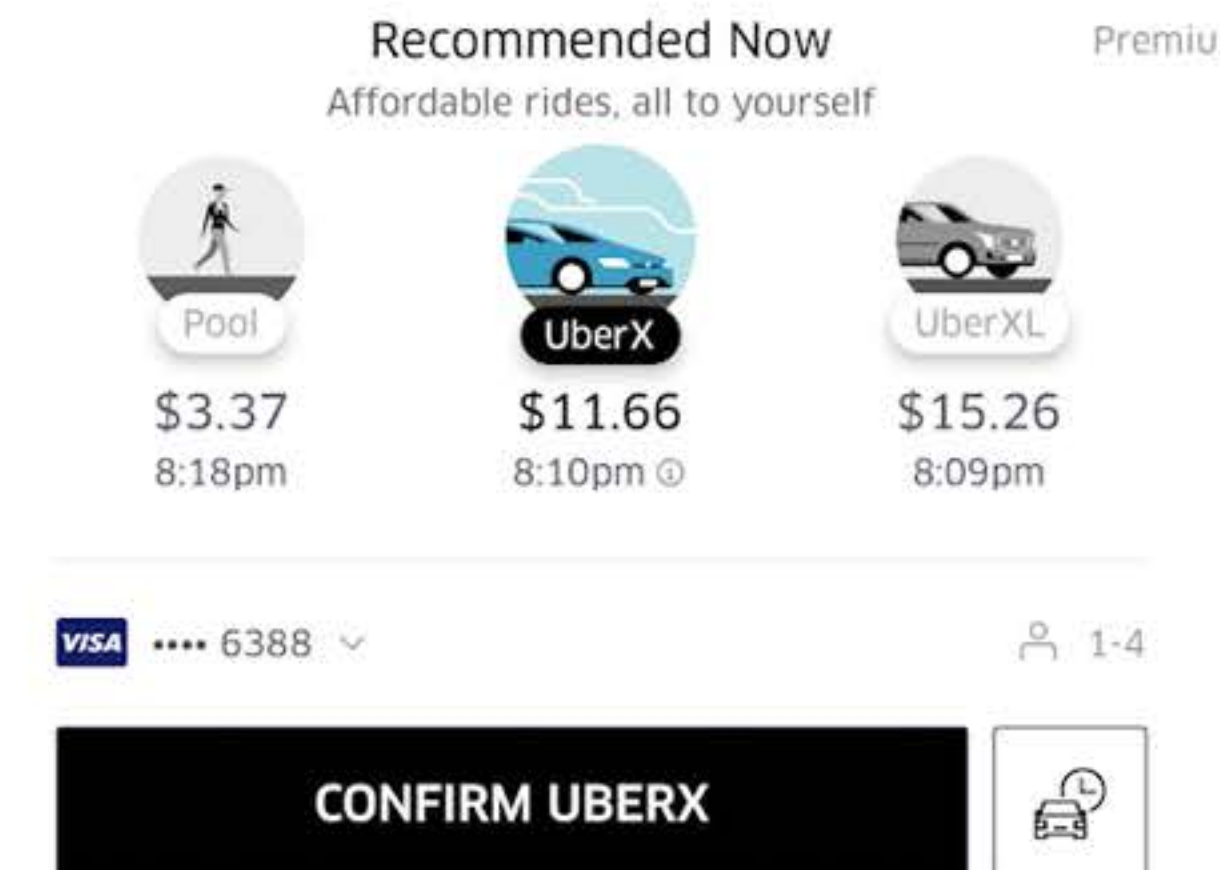 Recommended Now
Premiu
Affordable rides, all to yourself
Pool
UberX
UberXL
$3.37
$11.66
$15.26
8:18pm
8:10pm
8:09pm
VISA •••• 6388
1-4
CONFIRM UBERX